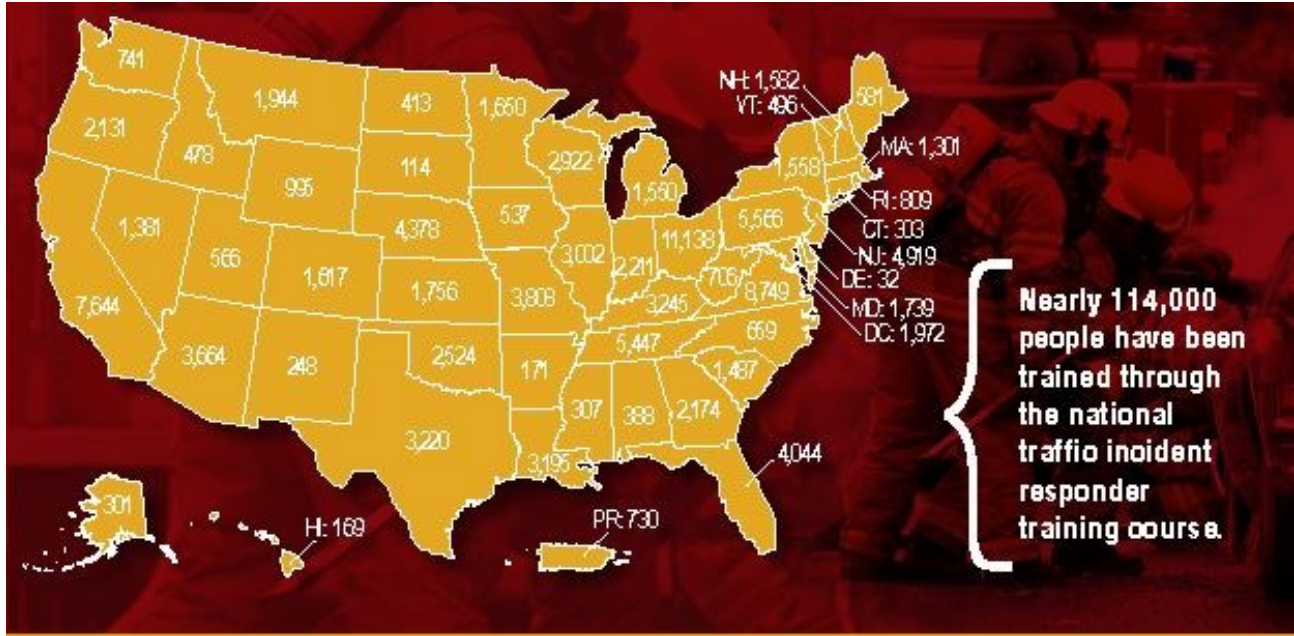 741
1,944
413
1,650
NH: 1,582
VT: 496
681
2,131
478
114
2,922
1,558
MA: 1,301
995
1,550
RI: 809
1,381
4,378
537
5,566
CT: 303
566
3,002
2,211
11,138
NJ: 4,919
1,617
1,756
3,808
706
8,749
DE: 32
7,644
3,245
MD: 1,739
3,664
248
2,524
5,447
659
DC: 1,972
171
1,487
307
388
2,174
3,220
3,195
4,044
301
HI: 169
PR: 730
Nearly 114,000
people have been
trained through
the national
traffic incident
responder
training course.